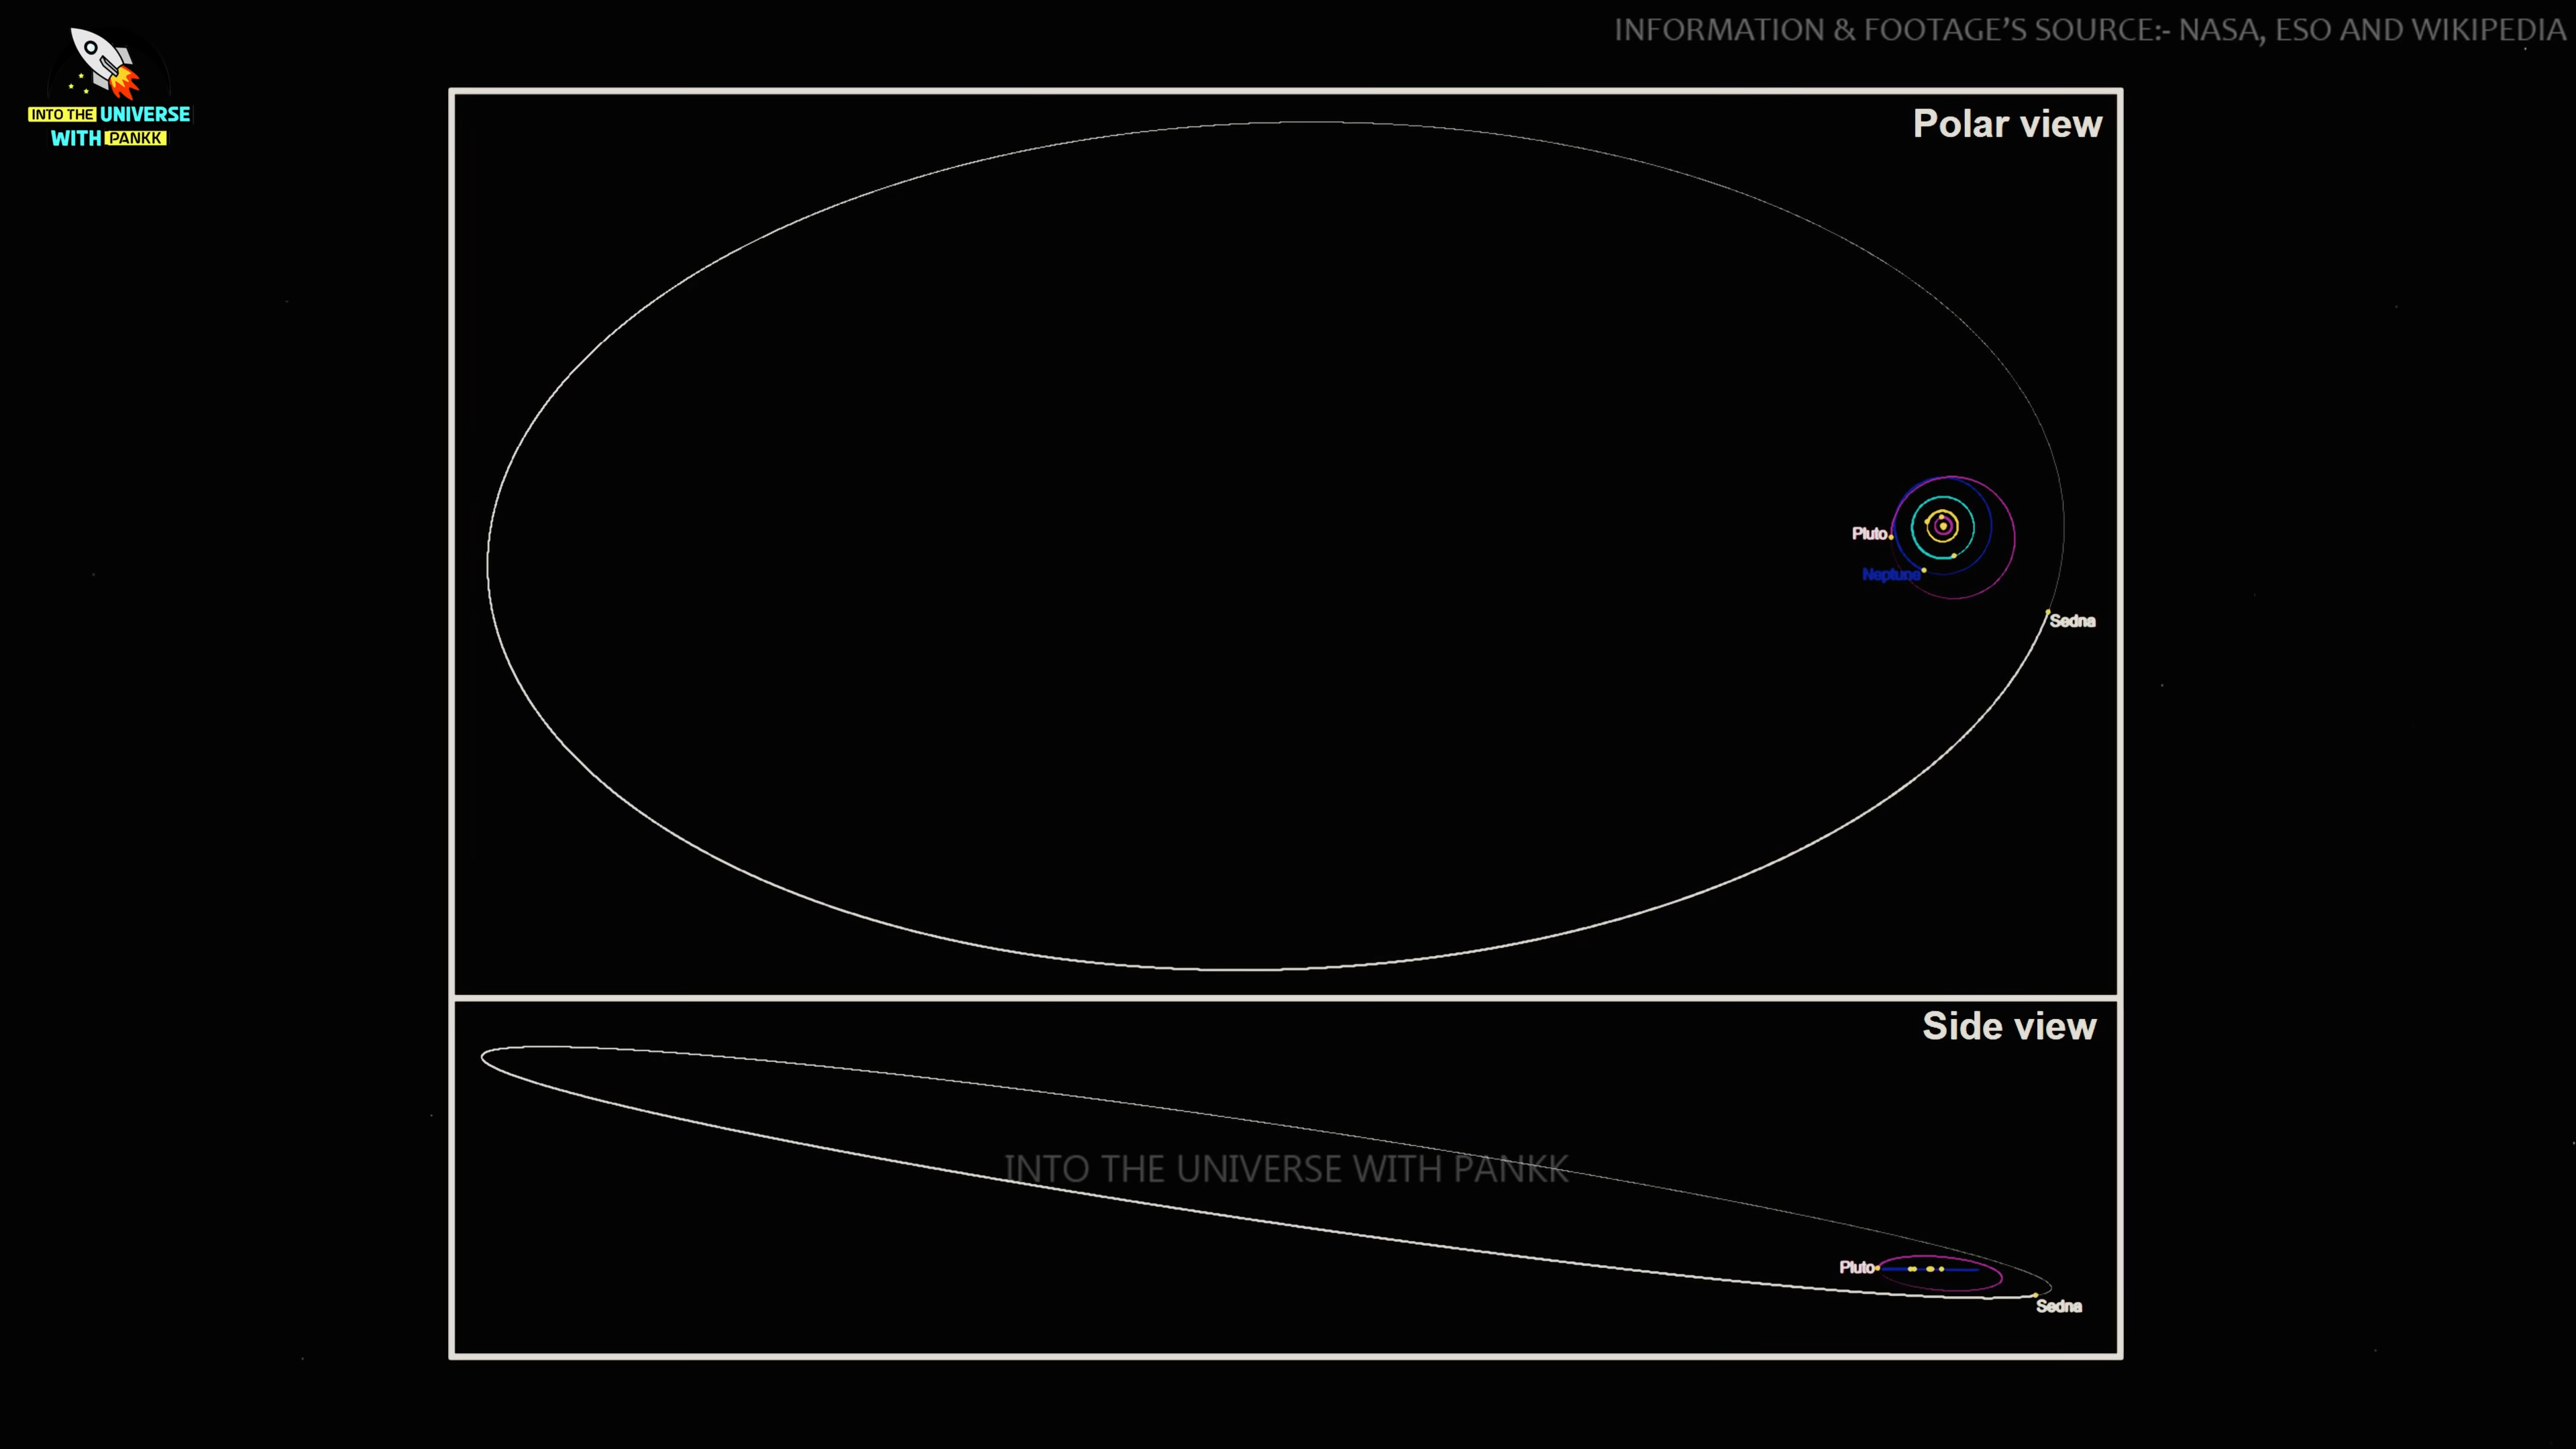 INFORMATION & FOOTAGE'S SOURCE:- NASA, ESO AND WIKIPEDIA
INTO THE UNIVERSE
WITH PANKK
Polar view
Pluto
Neptune
Sedna
Side view
INTO THE UNIVERSE WITH PANKK
Pluto
Sedna